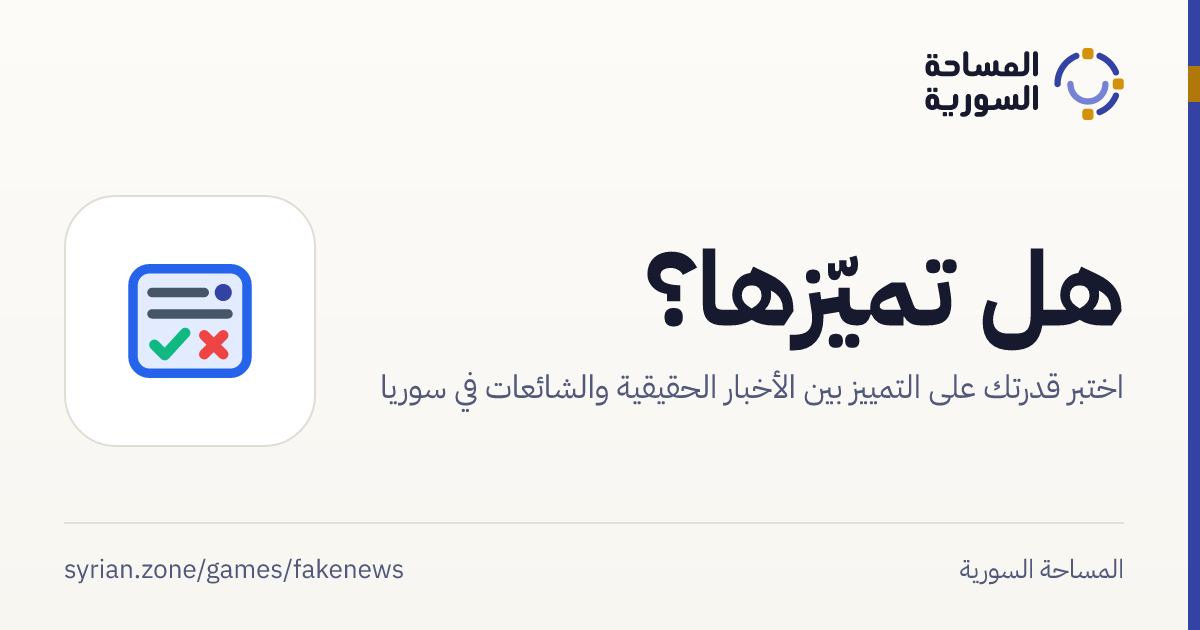 المساحة
السورية
هل تميّزها؟
اختبر قدرتك على التمييز بين الأخبار الحقيقية والشائعات في سوريا
المساحة السورية
syrian.zone/games/fakenews